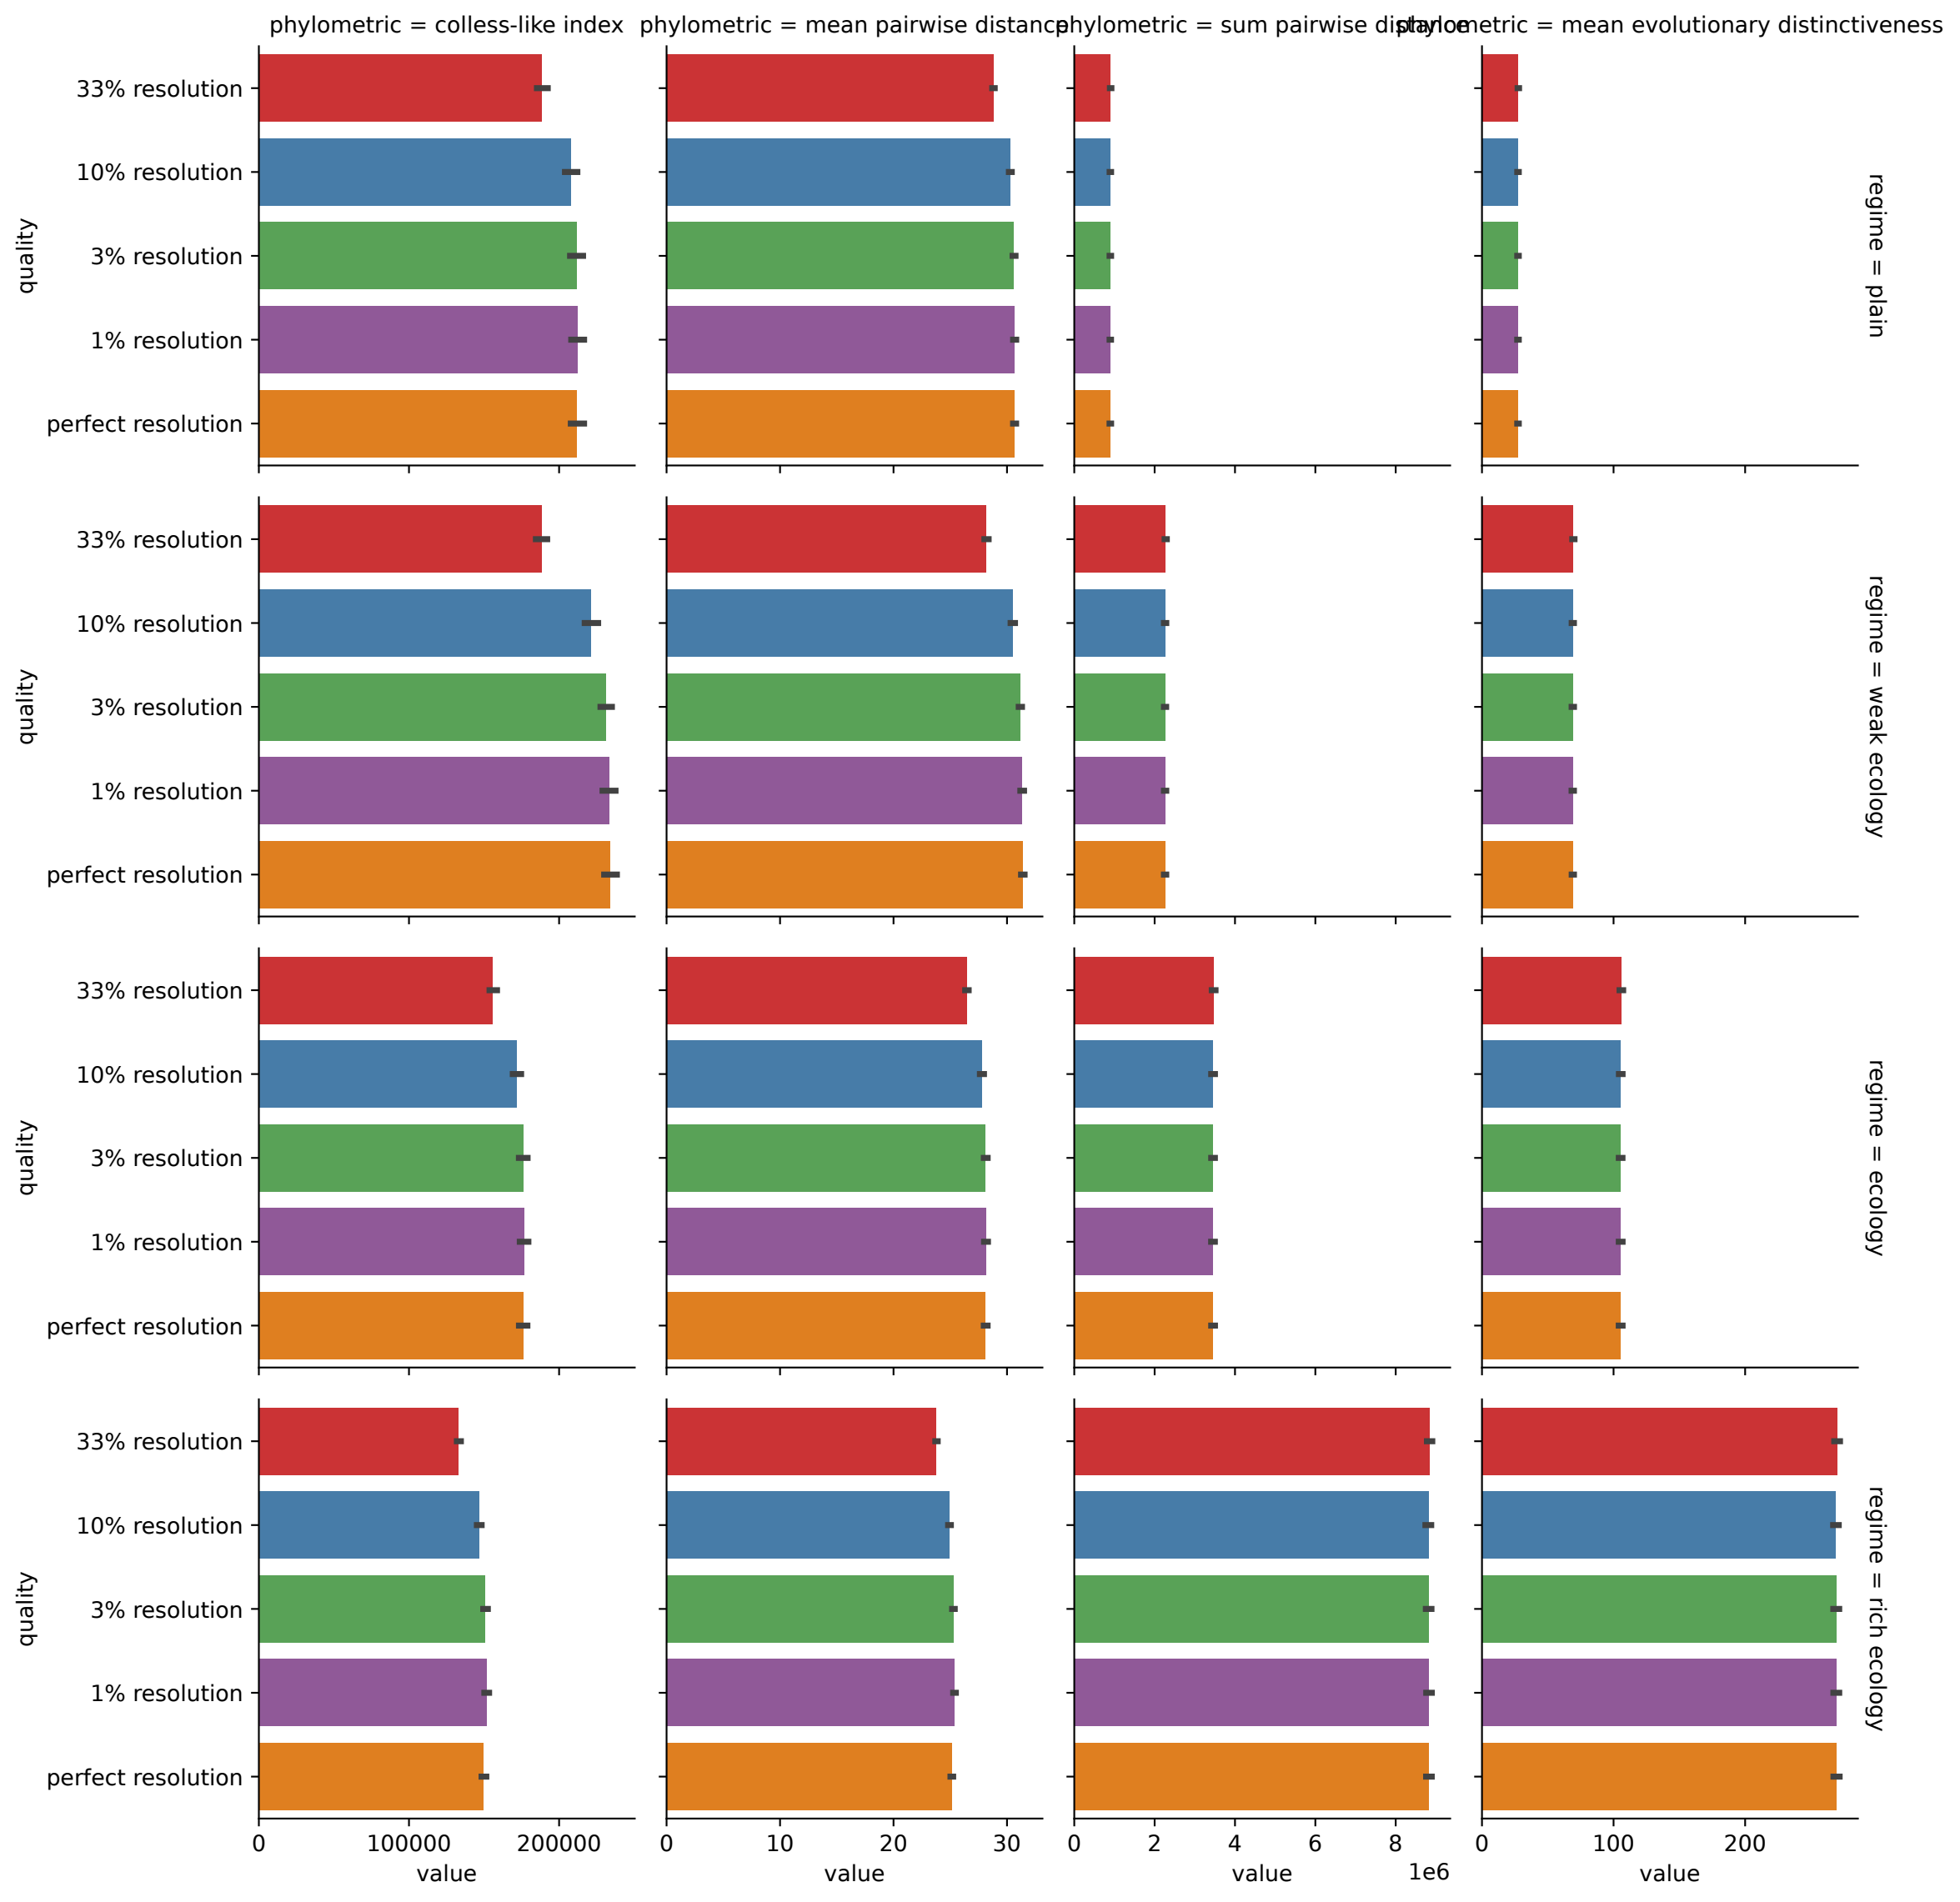 phylometric = colless-like index
phylometric = mean pairwise distance
phylometric = sum pairwise distance
phylometric = mean evolutionary distinctiveness
quality
33% resolution
10% resolution
3% resolution
1% resolution
perfect resolution
regime = plain
quality
33% resolution
10% resolution
3% resolution
1% resolution
perfect resolution
regime = weak ecology
quality
33% resolution
10% resolution
3% resolution
1% resolution
perfect resolution
regime = ecology
quality
33% resolution
10% resolution
3% resolution
1% resolution
perfect resolution
regime = rich ecology
0 100000 200000
value
0 10 20 30
value
0 2 4 6 8
1e6
value
0 100 200
value